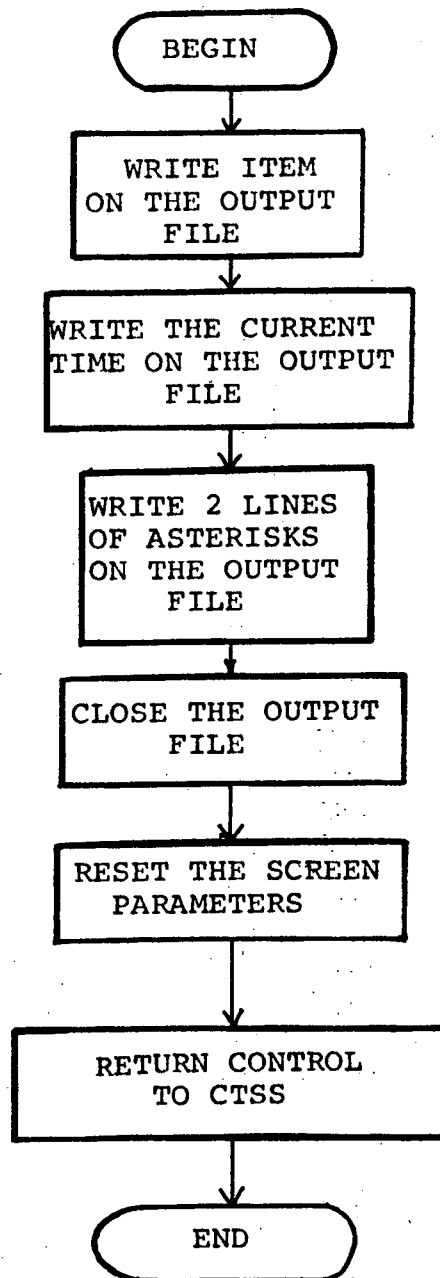 BEGIN
WRITE ITEM
ON THE OUTPUT
FILE
WRITE THE CURRENT
TIME ON THE OUTPUT
FILE
WRITE 2 LINES
OF ASTERISKS
ON THE OUTPUT
FILE
CLOSE THE OUTPUT
FILE
RESET THE SCREEN
PARAMETERS
RETURN CONTROL
TO CTSS
END